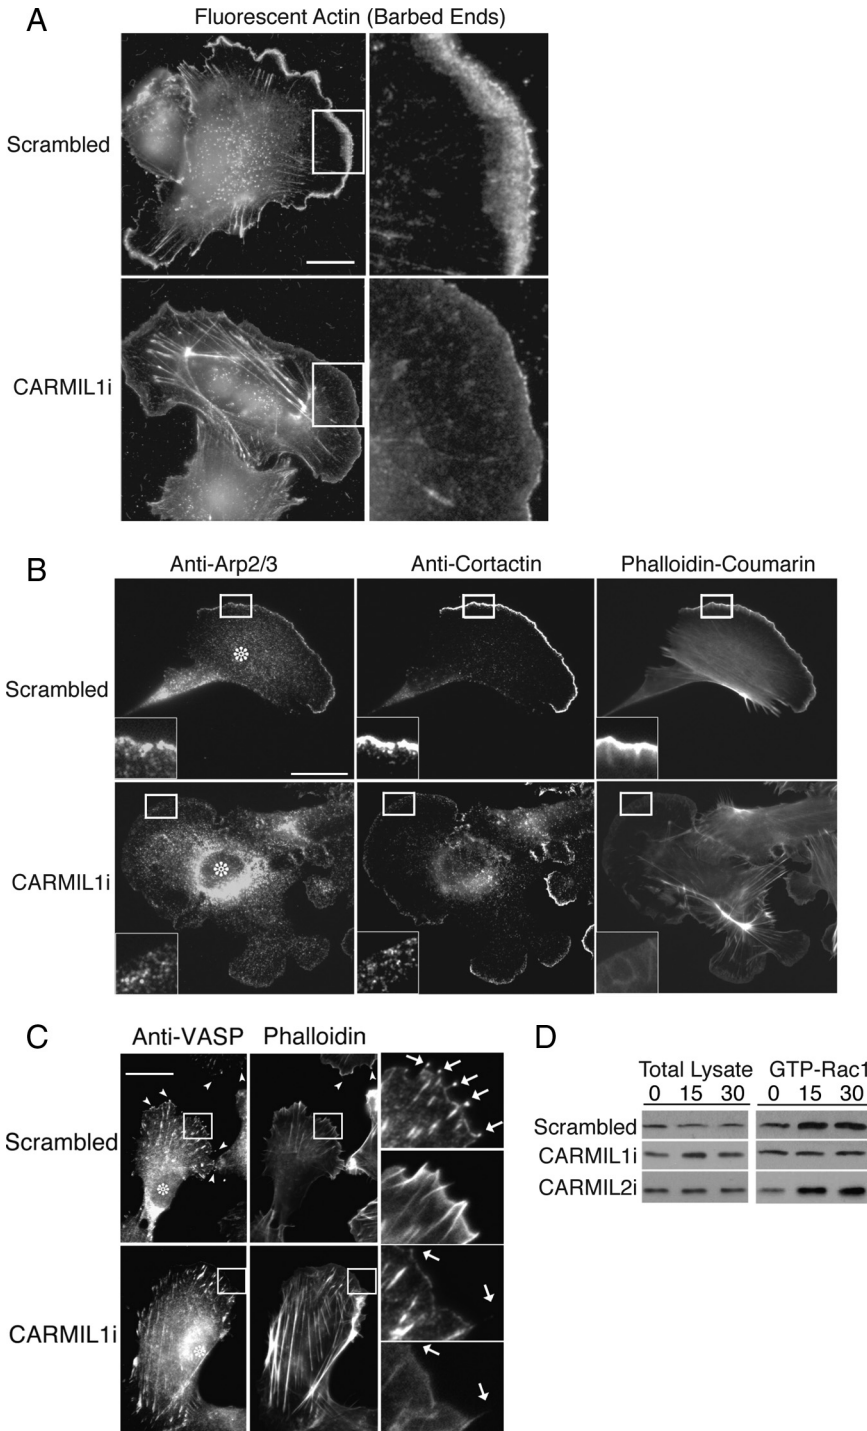 A
Fluorescent Actin (Barbed Ends)
Scrambled
CARMIL1i
B
Anti-Arp2/3 Anti-Cortactin Phalloidin-Coumarin
Scrambled
CARMIL1i
C
Anti-VASP Phalloidin
Scrambled
CARMIL1i
D
Total Lysate GTP-Rac1
0 15 30 0 15 30
Scrambled
CARMIL1i
CARMIL2i